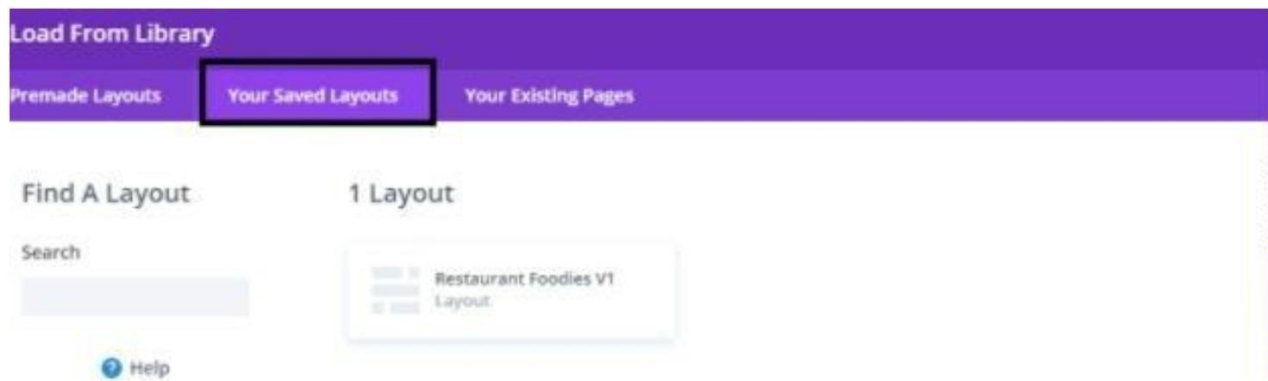 Load From Library
Premade Layouts Your Saved Layouts Your Existing Pages
Find A Layout
1 Layout
Search
Restaurant Foodies V1
Layout
Help